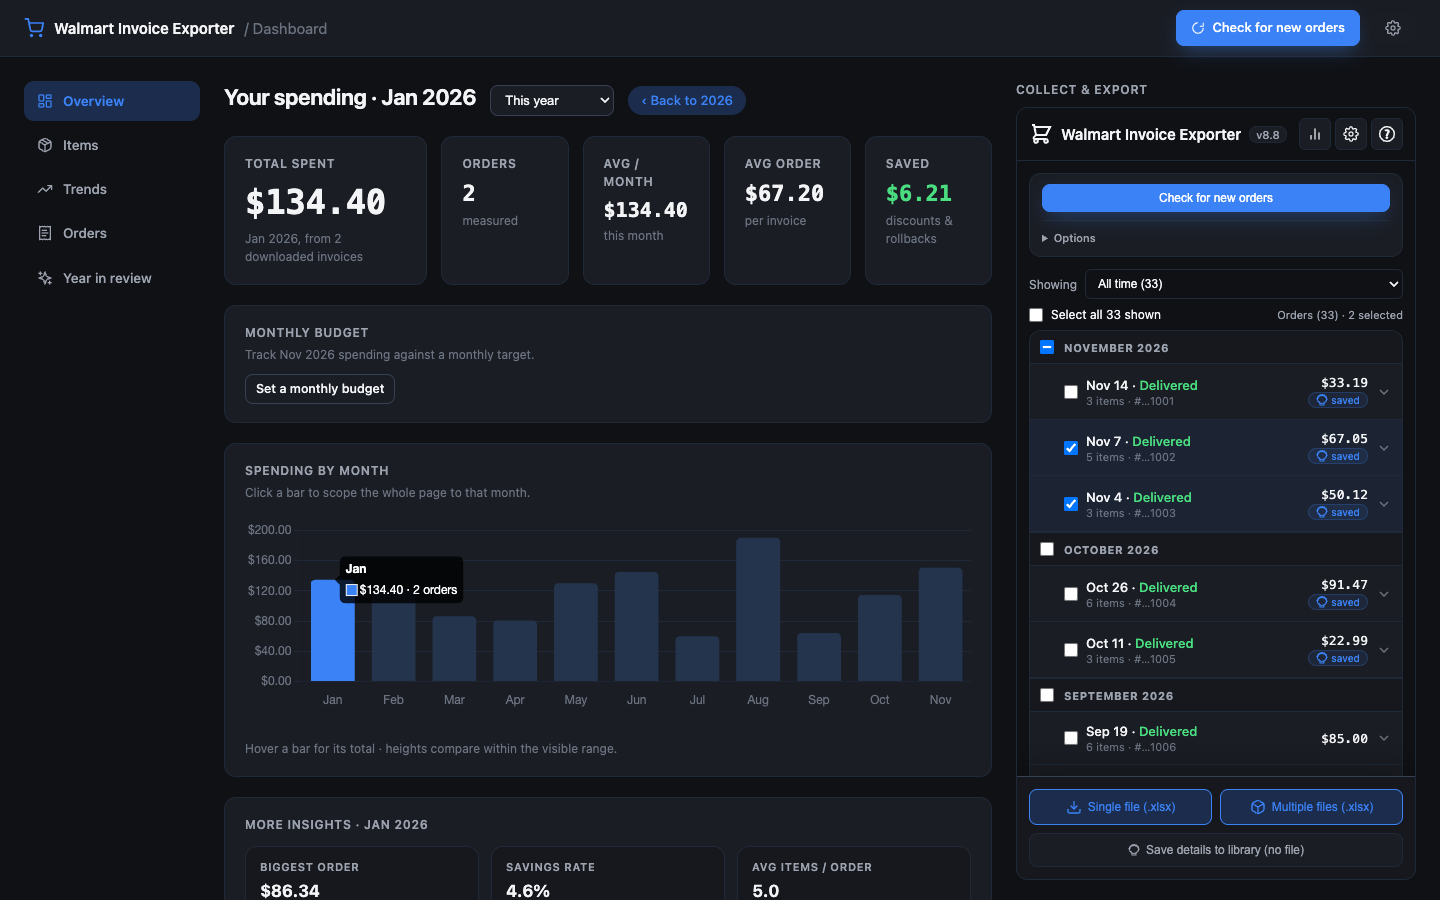 Walmart Invoice Exporter / Dashboard
Check for new orders
Overview
Items
Trends
Orders
Year in review
Your spending · Jan 2026
This year
‹ Back to 2026
TOTAL SPENT
$134.40
Jan 2026, from 2
downloaded invoices
ORDERS
2
measured
AVG /
MONTH
$134.40
this month
AVG ORDER
$67.20
per invoice
SAVED
$6.21
discounts &
rollbacks
MONTHLY BUDGET
Track Nov 2026 spending against a monthly target.
Set a monthly budget
SPENDING BY MONTH
Click a bar to scope the whole page to that month.
$200.00
$160.00
$120.00
$80.00
$40.00
$0.00
Jan
$134.40 · 2 orders
Jan
Feb
Mar
Apr
May
Jun
Jul
Aug
Sep
Oct
Nov
Hover a bar for its total · heights compare within the visible range.
MORE INSIGHTS · JAN 2026
BIGGEST ORDER
$86.34
SAVINGS RATE
4.6%
AVG ITEMS / ORDER
5.0
COLLECT & EXPORT
Walmart Invoice Exporter v8.8
Check for new orders
Options
Showing
All time (33)
Select all 33 shown
Orders (33) · 2 selected
NOVEMBER 2026
Nov 14 · Delivered
3 items · #…1001
$33.19
saved
Nov 7 · Delivered
5 items · #…1002
$67.05
saved
Nov 4 · Delivered
3 items · #…1003
$50.12
saved
OCTOBER 2026
Oct 26 · Delivered
6 items · #…1004
$91.47
saved
Oct 11 · Delivered
3 items · #…1005
$22.99
saved
SEPTEMBER 2026
Sep 19 · Delivered
6 items · #…1006
$85.00
Single file (.xlsx)
Multiple files (.xlsx)
Save details to library (no file)